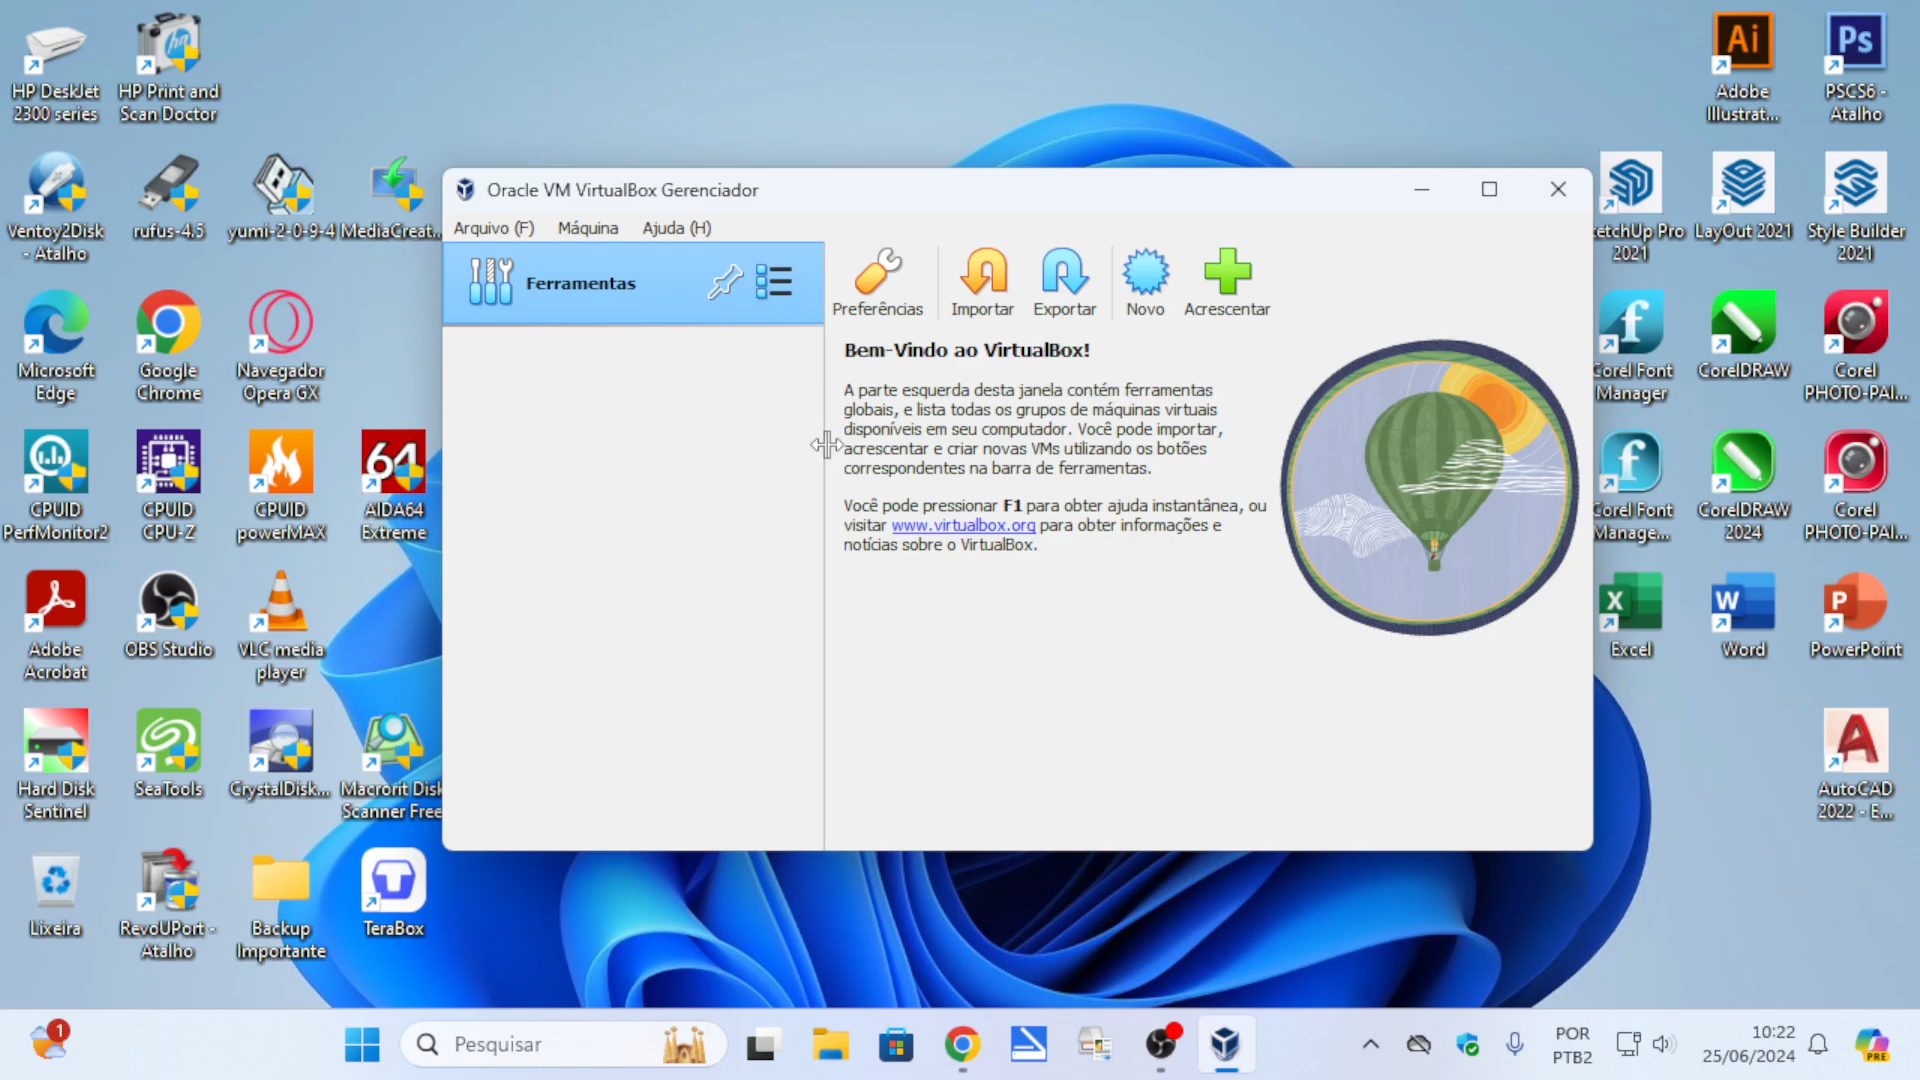 HP DeskJet
2300 series
HP Print and
Scan Doctor
Ventoy2Disk
- Atalho
rufus-4.5
yumi-2-0-9-4
MediaCreat...
Microsoft
Edge
Google
Chrome
Navegador
Opera GX
CPUID
PerfMonitor2
CPUID
CPU-Z
CPUID
powerMAX
64
AIDA64
Extreme
Adobe
Acrobat
OBS Studio
VLC media
player
Hard Disk
Sentinel
SeaTools
CrystalDisk...
Macrorit Disk
Scanner Free
Lixeira
RevoUPort -
Atalho
Backup
Importante
TeraBox
Oracle VM VirtualBox Gerenciador
Arquivo (F)
Máquina
Ajuda (H)
Ferramentas
Preferências
Importar
Exportar
Novo
Acrescentar
Bem-Vindo ao VirtualBox!
A parte esquerda desta janela contém ferramentas
globais, e lista todas os grupos de máquinas virtuais
disponíveis em seu computador. Você pode importar,
acrescentar e criar novas VMs utilizando os botões
correspondentes na barra de ferramentas.
Você pode pressionar F1 para obter ajuda instantânea, ou
visitar www.virtualbox.org para obter informações e
notícias sobre o VirtualBox.
Ai
Adobe
Illustrat...
Ps
PSCS6 -
Atalho
etchUp Pro
2021
LayOut 2021
Style Builder
2021
Corel Font
Manager
CorelDRAW
Corel
PHOTO-PAI...
Corel Font
Manage...
CorelDRAW
2024
Corel
PHOTO-PAI...
X
Excel
W
Word
P
PowerPoint
AutoCAD
2022 - E...
1
Pesquisar
POR
PTB2
10:22
25/06/2024
PRE